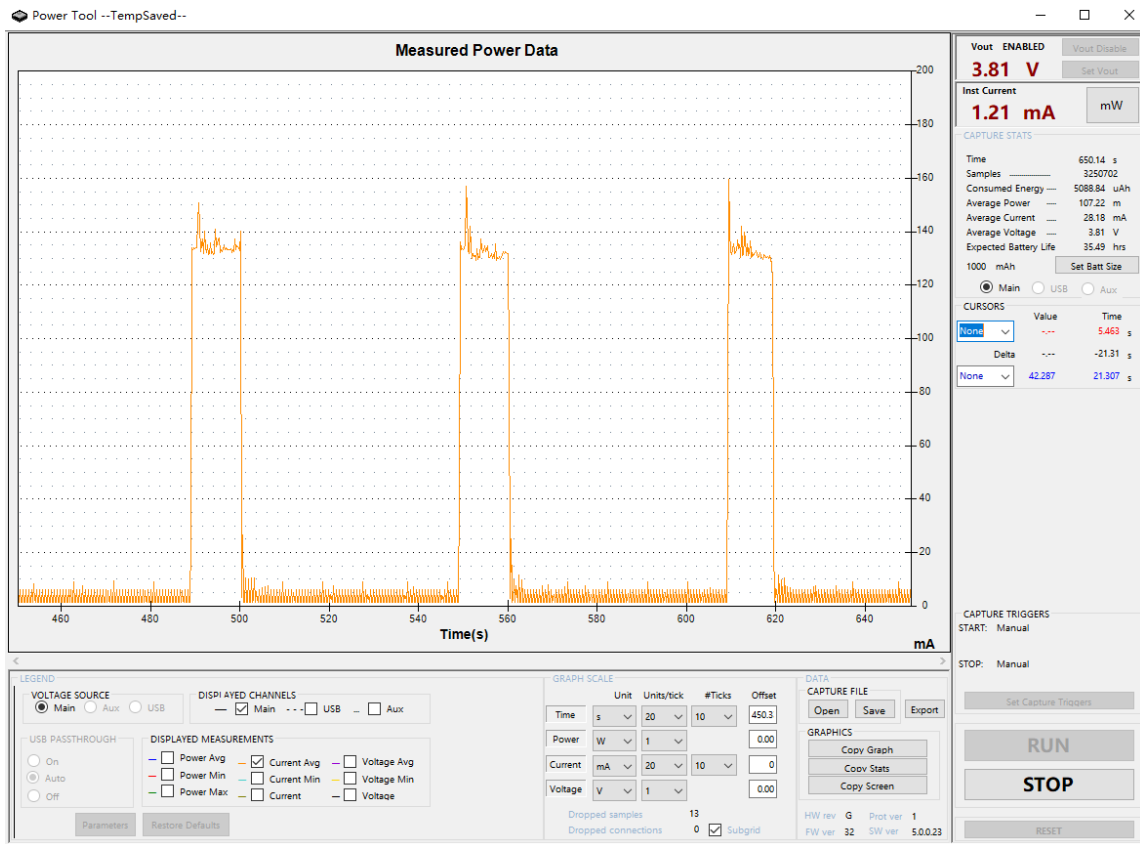 Power Tool --TempSaved--
Measured Power Data
200
180
160
140
120
100
80
60
40
20
0
460 480 500 520 540 560 580 600 620 640
Time(s)
mA
Vout ENABLED
Vout Disable
3.81 V
Set Vout
Inst Current
1.21 mA
mW
CAPTURE STATS
Time 650.14 s
Samples 3250702
Consumed Energy 5088.84 uAh
Average Power 107.22 m
Average Current 28.18 mA
Average Voltage 3.81 V
Expected Battery Life 35.49 hrs
1000 mAh Set Batt Size
Main USB Aux
CURSORS
Value Time
None -.-- 5.463 s
Delta -.-- -21.31 s
None 42.287 21.307 s
CAPTURE TRIGGERS
START: Manual
STOP: Manual
Set Capture Triggers
RUN
STOP
RESET
LEGEND
VOLTAGE SOURCE
Main Aux USB
DISPLAYED CHANNELS
Main USB Aux
USB PASSTHROUGH
On
Auto
Off
DISPLAYED MEASUREMENTS
Power Avg Current Avg Voltage Avg
Power Min Current Min Voltage Min
Power Max Current Voltage
Parameters Restore Defaults
GRAPH SCALE
Unit Units/tick #Ticks Offset
Time s 20 10 450.3
Power W 1 0.00
Current mA 20 10 0
Voltage V 1 0.00
Dropped samples 13
Dropped connections 0 Subgrid
DATA
CAPTURE FILE
Open Save Export
GRAPHICS
Copy Graph
Copy Stats
Copy Screen
HW rev G Prot ver 1
FW ver 32 SW ver 5.0.0.23